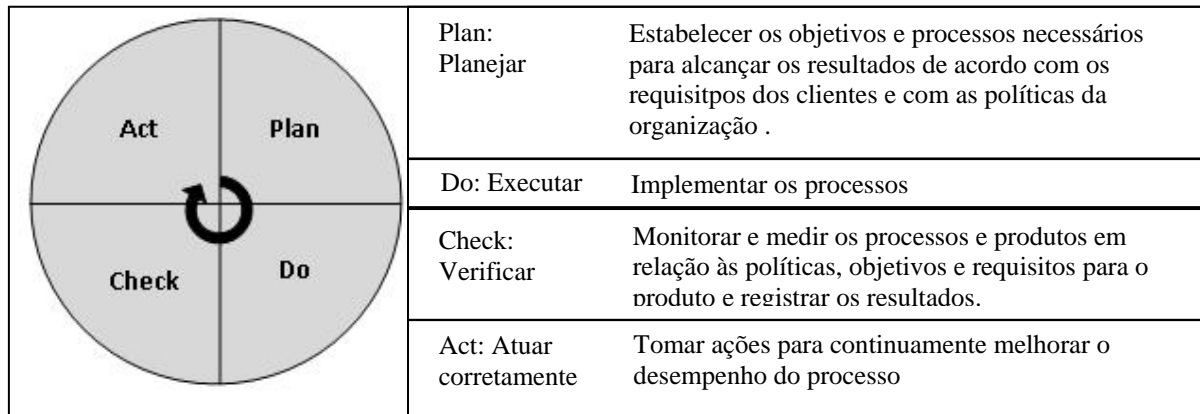 Act
Plan
Check
Do
Plan:
Planejar
Estabelecer os objetivos e processos necessários
para alcançar os resultados de acordo com os
requisitpos dos clientes e com as políticas da
organização .
Do: Executar
Implementar os processos
Check:
Verificar
Monitorar e medir os processos e produtos em
relação às políticas, objetivos e requisitos para o
produto e registrar os resultados.
Act: Atuar
corretamente
Tomar ações para continuamente melhorar o
desempenho do processo